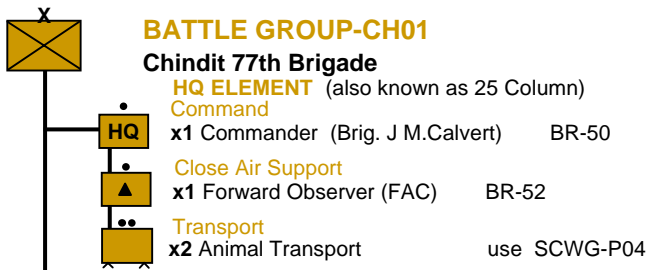 X
BATTLE GROUP-CH01
Chindit 77th Brigade
HQ ELEMENT (also known as 25 Column)
Command
HQ
x1 Commander (Brig. J M.Calvert) BR-50
Close Air Support
x1 Forward Observer (FAC) BR-52
Transport
x2 Animal Transport use SCWG-P04